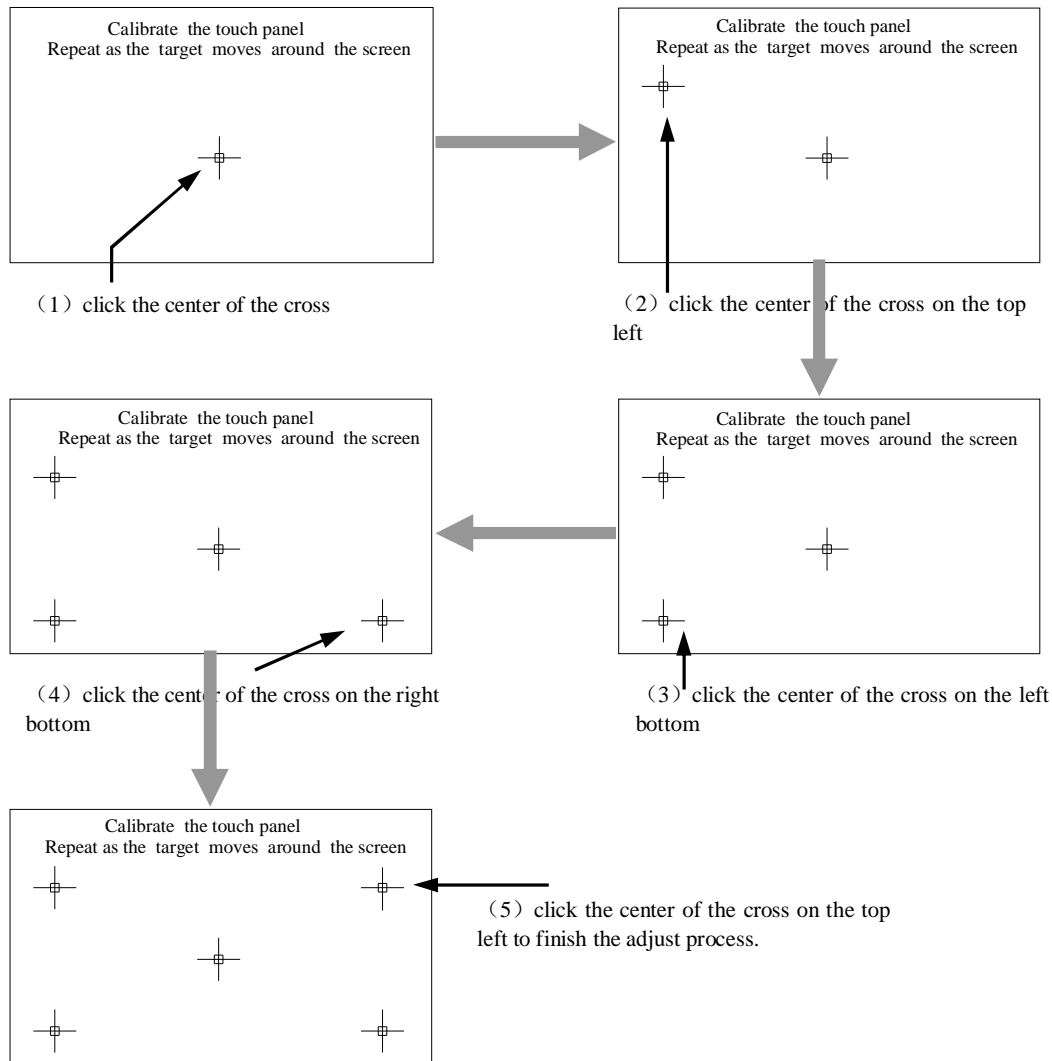 Calibrate the touch panel
Repeat as the target moves around the screen
（1）click the center of the cross
Calibrate the touch panel
Repeat as the target moves around the screen
（2）click the center of the cross on the top
left
Calibrate the touch panel
Repeat as the target moves around the screen
（3）click the center of the cross on the left
bottom
Calibrate the touch panel
Repeat as the target moves around the screen
（4）click the center of the cross on the right
bottom
Calibrate the touch panel
Repeat as the target moves around the screen
（5）click the center of the cross on the top
left to finish the adjust process.